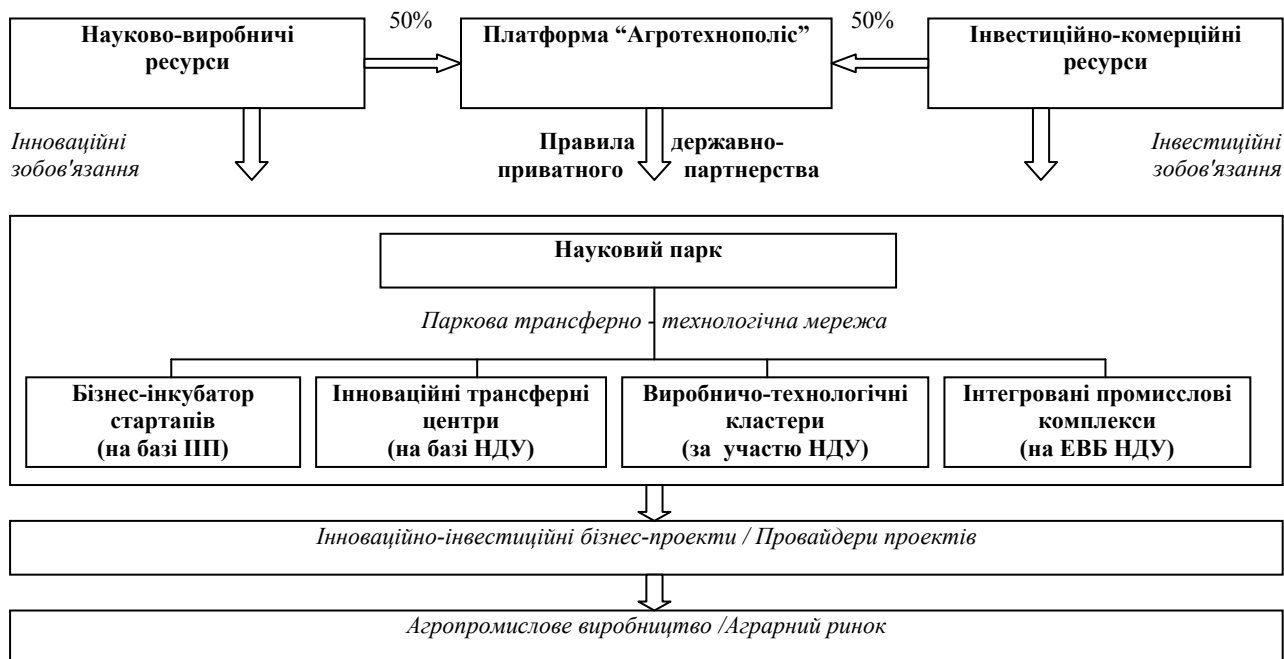 50%
50%
Науково-виробничі
ресурси
Платформа “Агротехнополіс”
Інвестиційно-комерційні
ресурси
Інноваційні
зобов'язання
Правила державно-
приватного партнерства
Інвестиційні
зобов'язання
Науковий парк
Паркова трансферно - технологічна мережа
Бізнес-інкубатор
стартапів
(на базі ІІП)
Інноваційні трансферні
центри
(на базі НДУ)
Виробничо-технологічні
кластери
(за участю НДУ)
Інтегровані промисслові
комплекси
(на ЕВБ НДУ)
Інноваційно-інвестиційні бізнес-проекти / Провайдери проектів
Агропромислове виробництво /Аграрний ринок